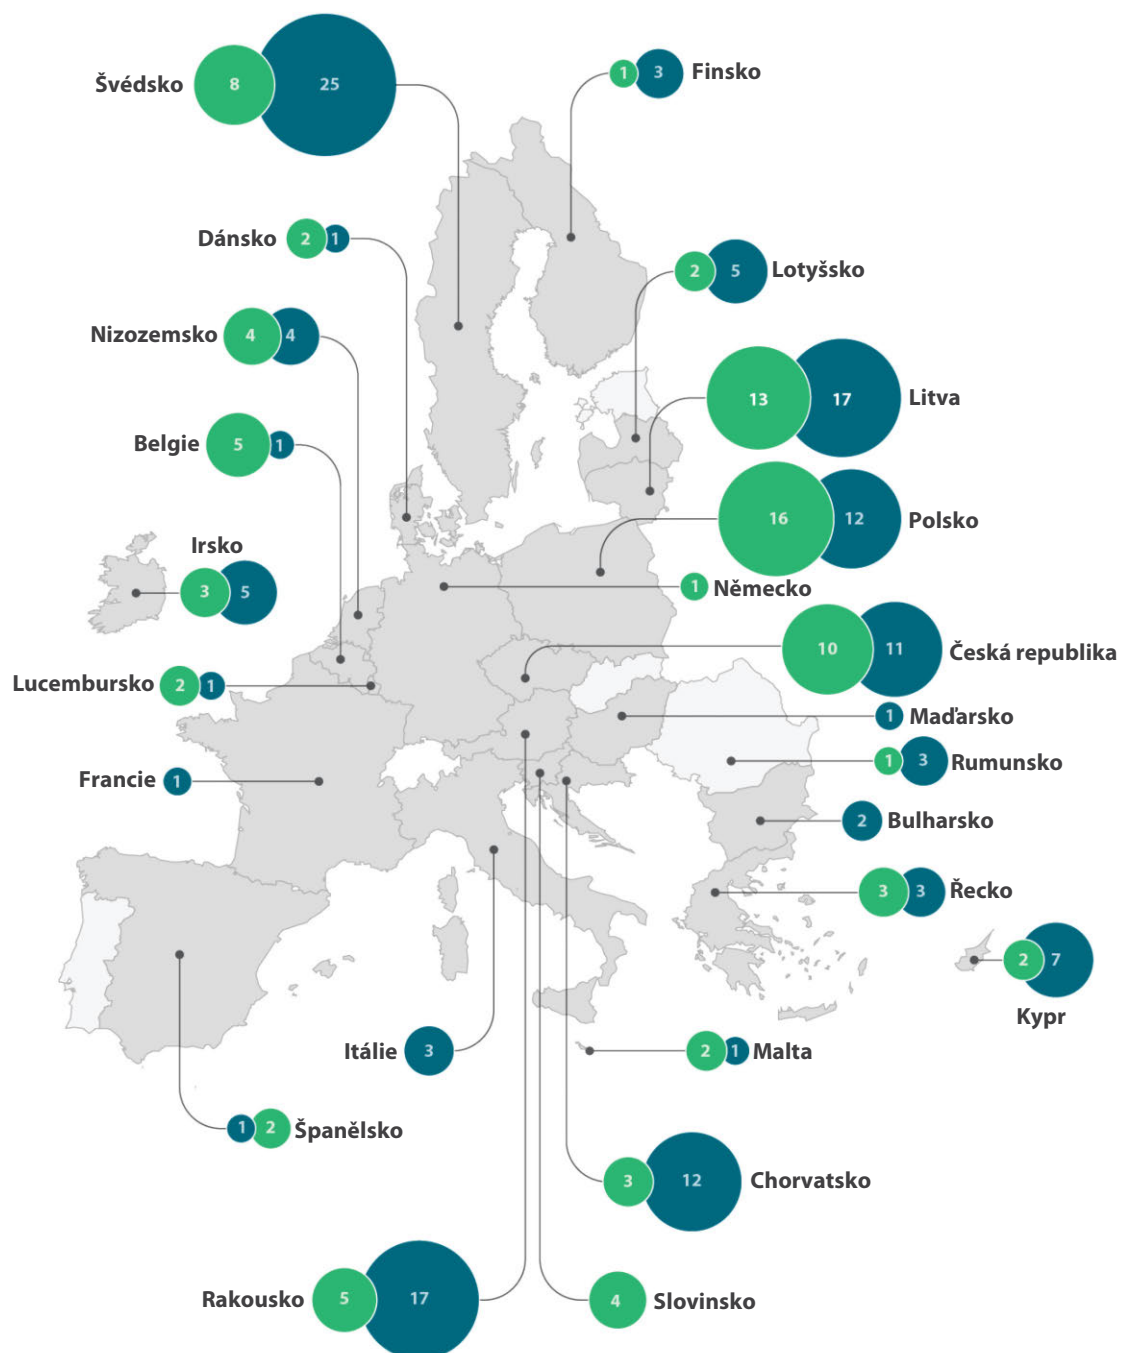 Švédsko 8 25
1 3 Finsko
Dánsko 2 1
2 5 Lotyšsko
Nizozemsko 4 4
13 17 Litva
Belgie 5 1
16 12 Polsko
Irsko
3 5
1 Německo
10 11 Česká republika
Lucembursko 2 1
1 Maďarsko
1 3 Rumunsko
Francie 1
2 Bulharsko
3 3 Řecko
2 7
Kypr
Itálie 3
2 1 Malta
1 2 Španělsko
3 12 Chorvatsko
Rakousko 5 17
4 Slovinsko